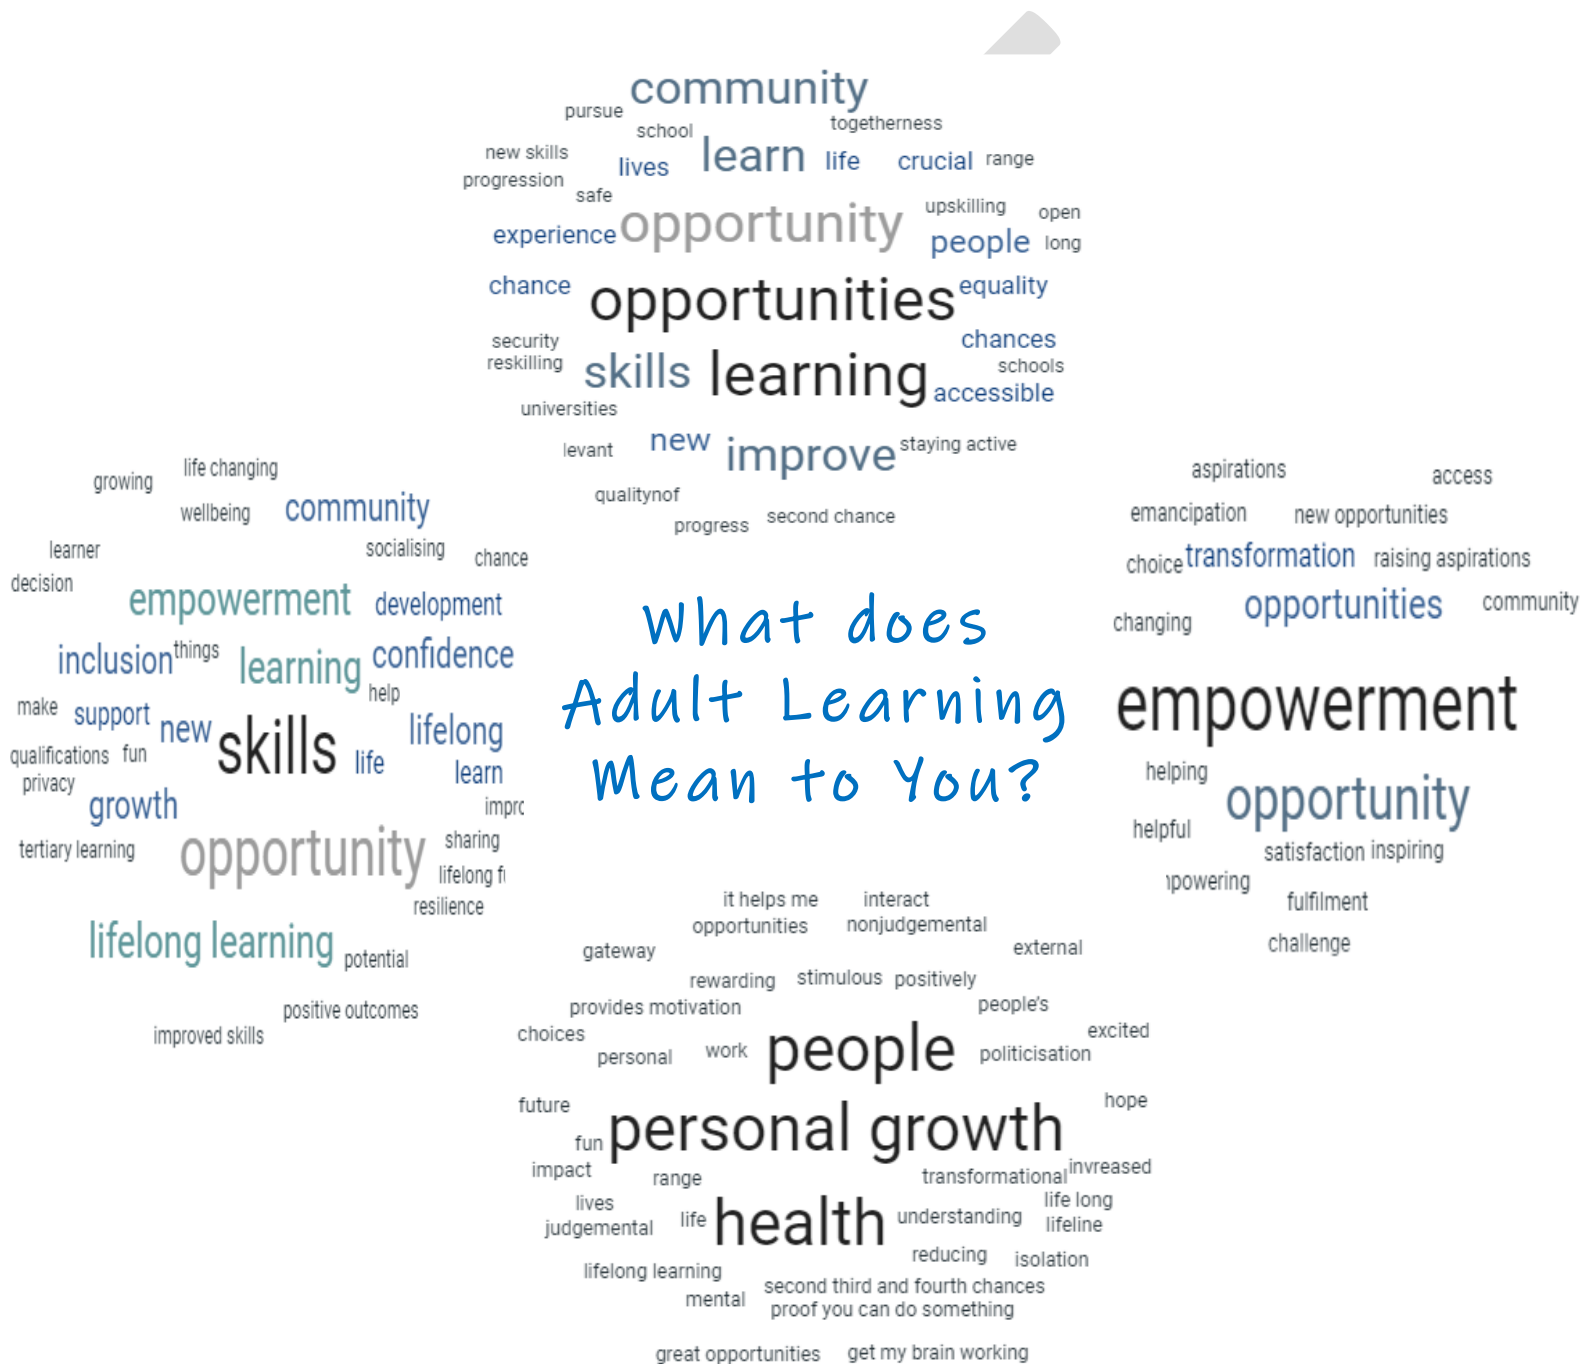 community
pursue
togetherness
school
new skills
learn
lives
life
crucial
range
progression
safe
opportunity
upskilling
open
experience
people
long
chance
opportunities
equality
security
chances
reskilling
skills
learning
schools
accessible
universities
levant
new
improve
staying active
qualitynof
progress
second chance
growing
life changing
wellbeing
community
learner
socialising
chance
decision
empowerment
development
inclusion
things
learning
confidence
help
make
support
new
skills
lifelong
qualifications
fun
life
learn
privacy
growth
impro
tertiary learning
opportunity
sharing
lifelong
resilience
lifelong learning
potential
positive outcomes
improved skills
What does
Adult Learning
Mean to You?
aspirations
access
emancipation
new opportunities
choice
transformation
raising aspirations
opportunities
community
changing
empowerment
helping
opportunity
helpful
satisfaction
inspiring
powering
fulfilment
challenge
it helps me
interact
opportunities
nonjudgemental
gateway
external
rewarding
stimulous
positively
provides motivation
people's
choices
excited
personal
work
people
politicisation
future
hope
fun
personal growth
impact
range
transformational
invreased
lives
life long
judgemental
life
health
understanding
lifeline
reducing
isolation
lifelong learning
second third and fourth chances
mental
proof you can do something
great opportunities
get my brain working